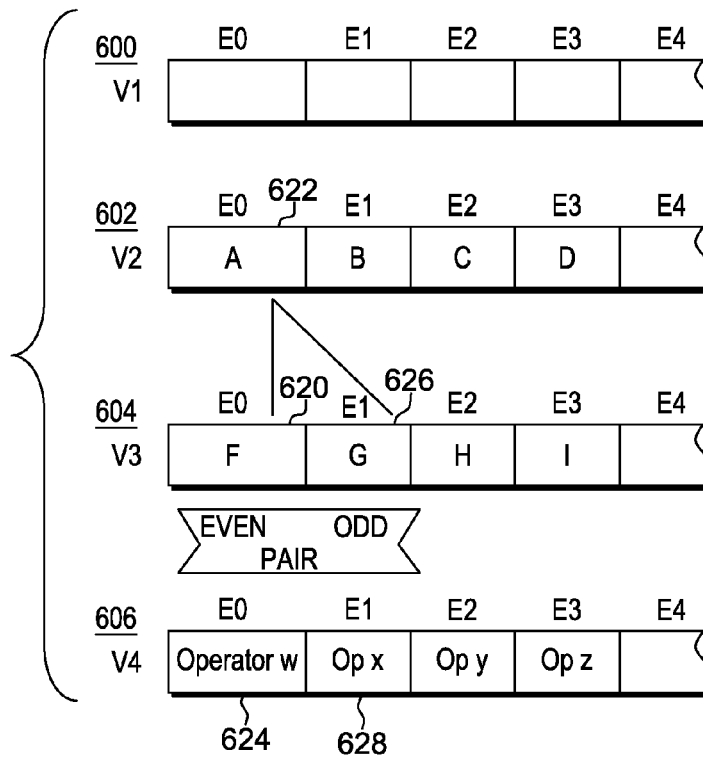 E0 E1 E2 E3 E4
600
V1
622
E0 E1 E2 E3 E4
602
V2 A B C D
620 626
E0 E1 E2 E3 E4
604
V3 F G H I
EVEN ODD
PAIR
E0 E1 E2 E3 E4
606
V4 Operator w Op x Op y Op z
624 628